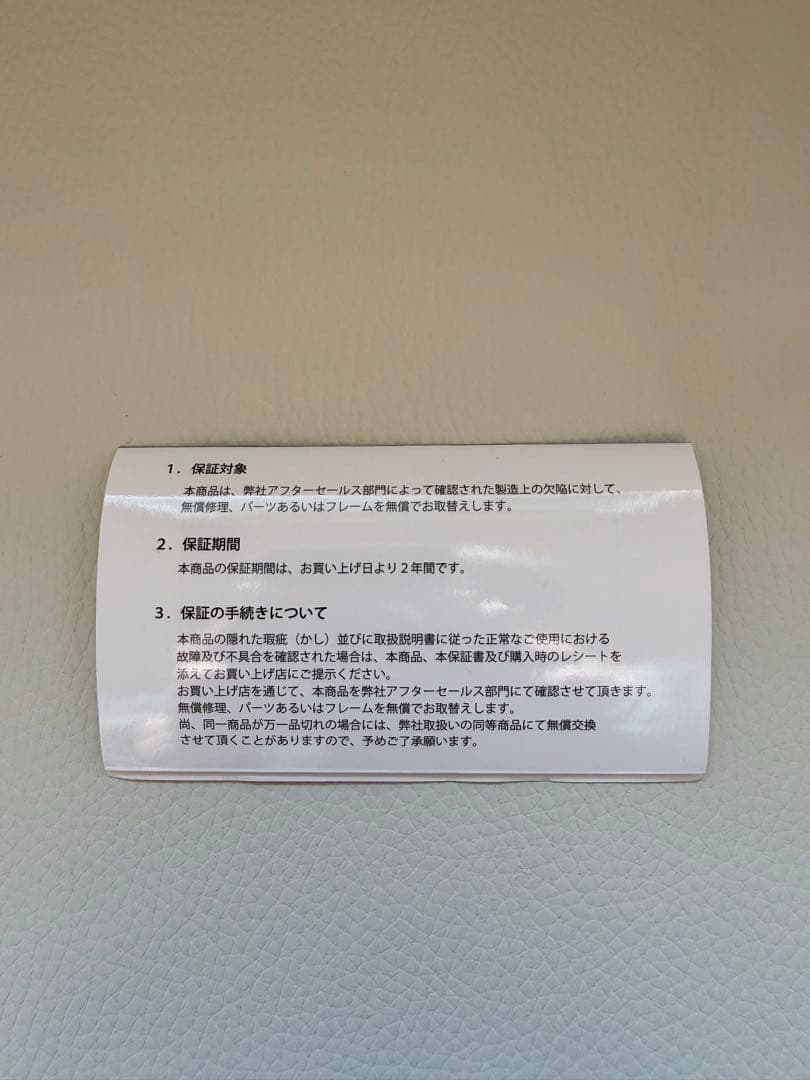 1．保証対象
本商品は、弊社アフターセールス部門によって確認された製造上の欠陥に対して、
無償修理、パーツあるいはフレームを無償でお取替えします。
2．保証期間
本商品の保証期間は、お買い上げ日より２年間です。
3．保証の手続きについて
本商品の隠れた瑕疵（かし）並びに取扱説明書に従った正常なご使用における
故障及び不具合を確認された場合は、本商品、本保証書及び購入時のレシートを
添えてお買い上げ店にご提示ください。
お買い上げ店を通じて、本商品を弊社アフターセールス部門にて確認させて頂きます。
無償修理、パーツあるいはフレームを無償でお取替えします。
尚、同一商品が万一品切れの場合には、弊社取扱いの同等商品にて無償交換
させて頂くことがありますので、予めご了承願います。